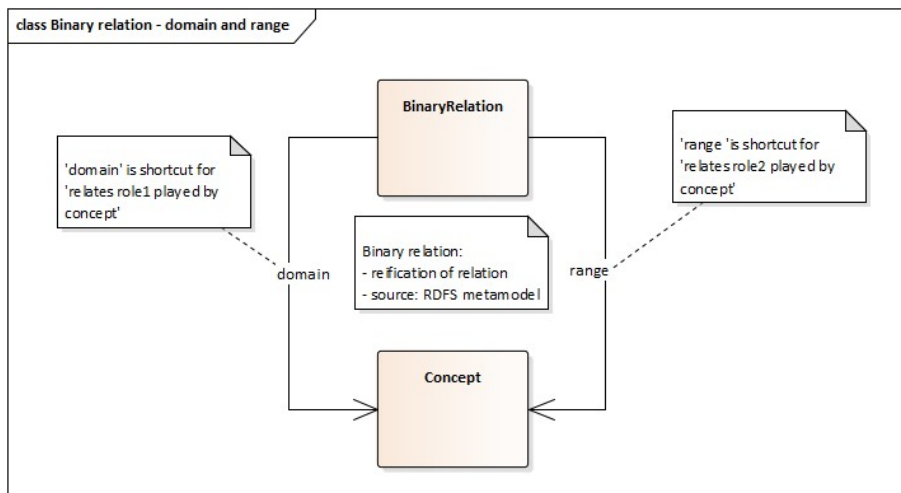 class Binary relation - domain and range
BinaryRelation
'domain' is shortcut for
'relates role1 played by
concept'
'range 'is shortcut for
'relates role2 played by
concept'
Binary relation:
- reification of relation
- source: RDFS metamodel
domain
range
Concept